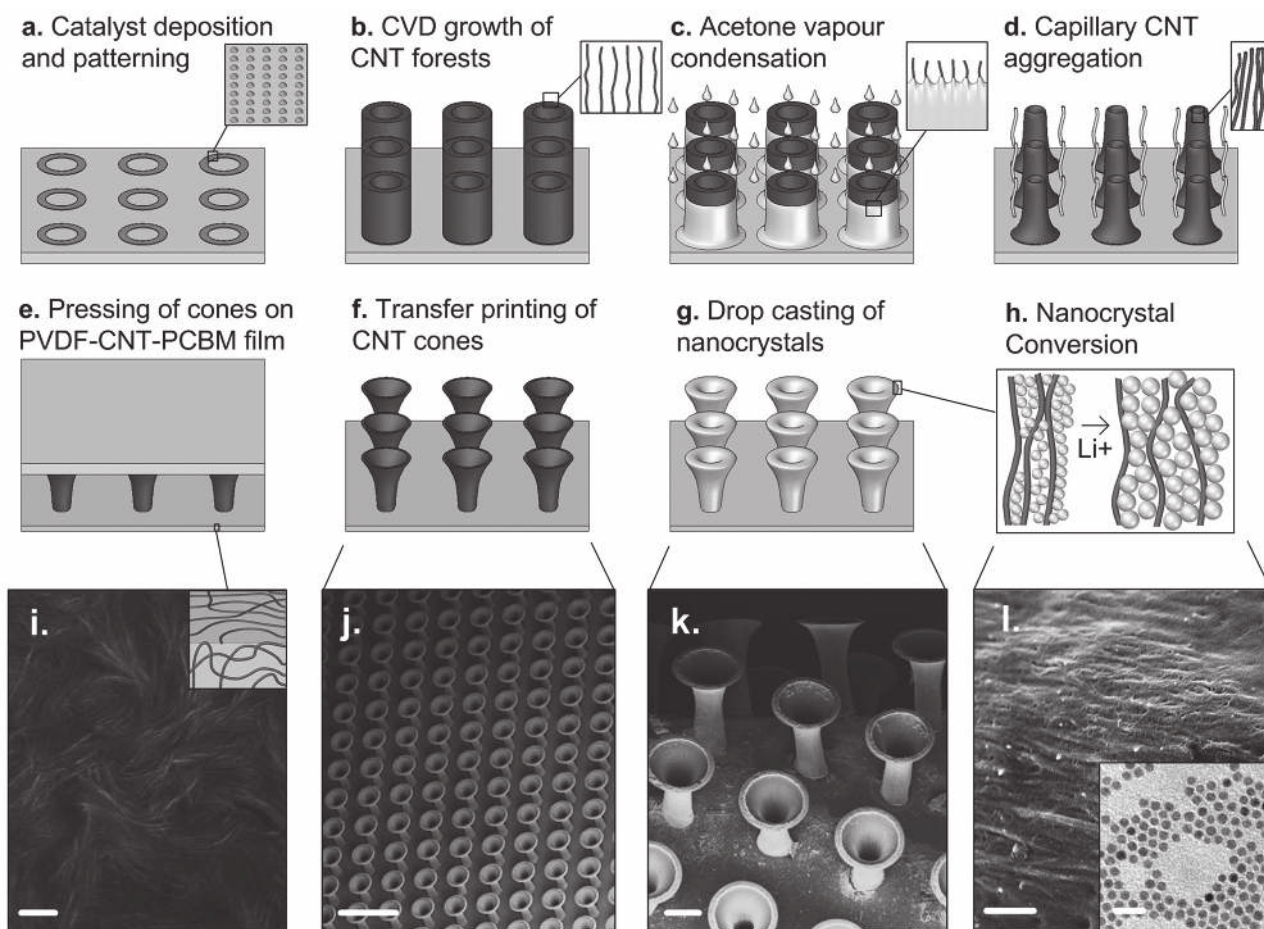 a. Catalyst deposition
and patterning
b. CVD growth of
CNT forests
c. Acetone vapour
condensation
d. Capillary CNT
aggregation
e. Pressing of cones on
PVDF-CNT-PCBM film
f. Transfer printing of
CNT cones
g. Drop casting of
nanocrystals
h. Nanocrystal
Conversion
→
Li+
i.
j.
k.
l.